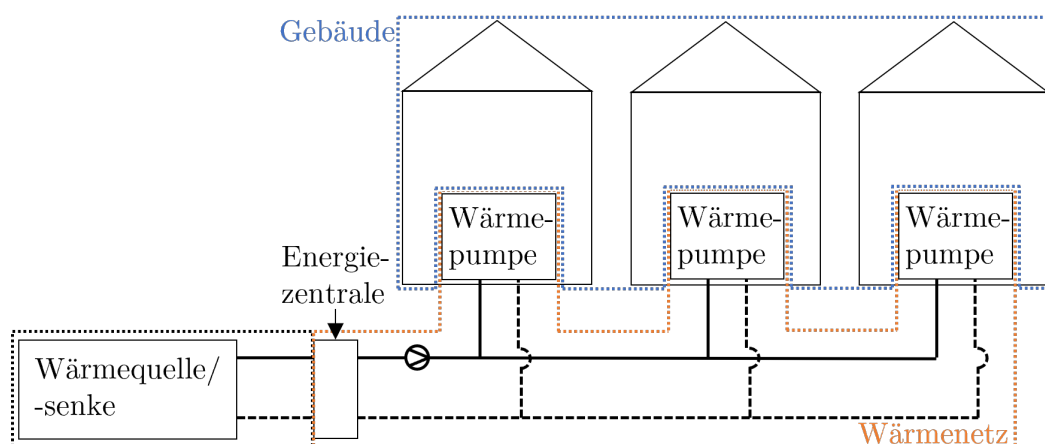 Gebäude
Wärme-
pumpe
Wärme-
pumpe
Wärme-
pumpe
Energie-
zentrale
Wärmequelle/
-senke
Wärmenetz